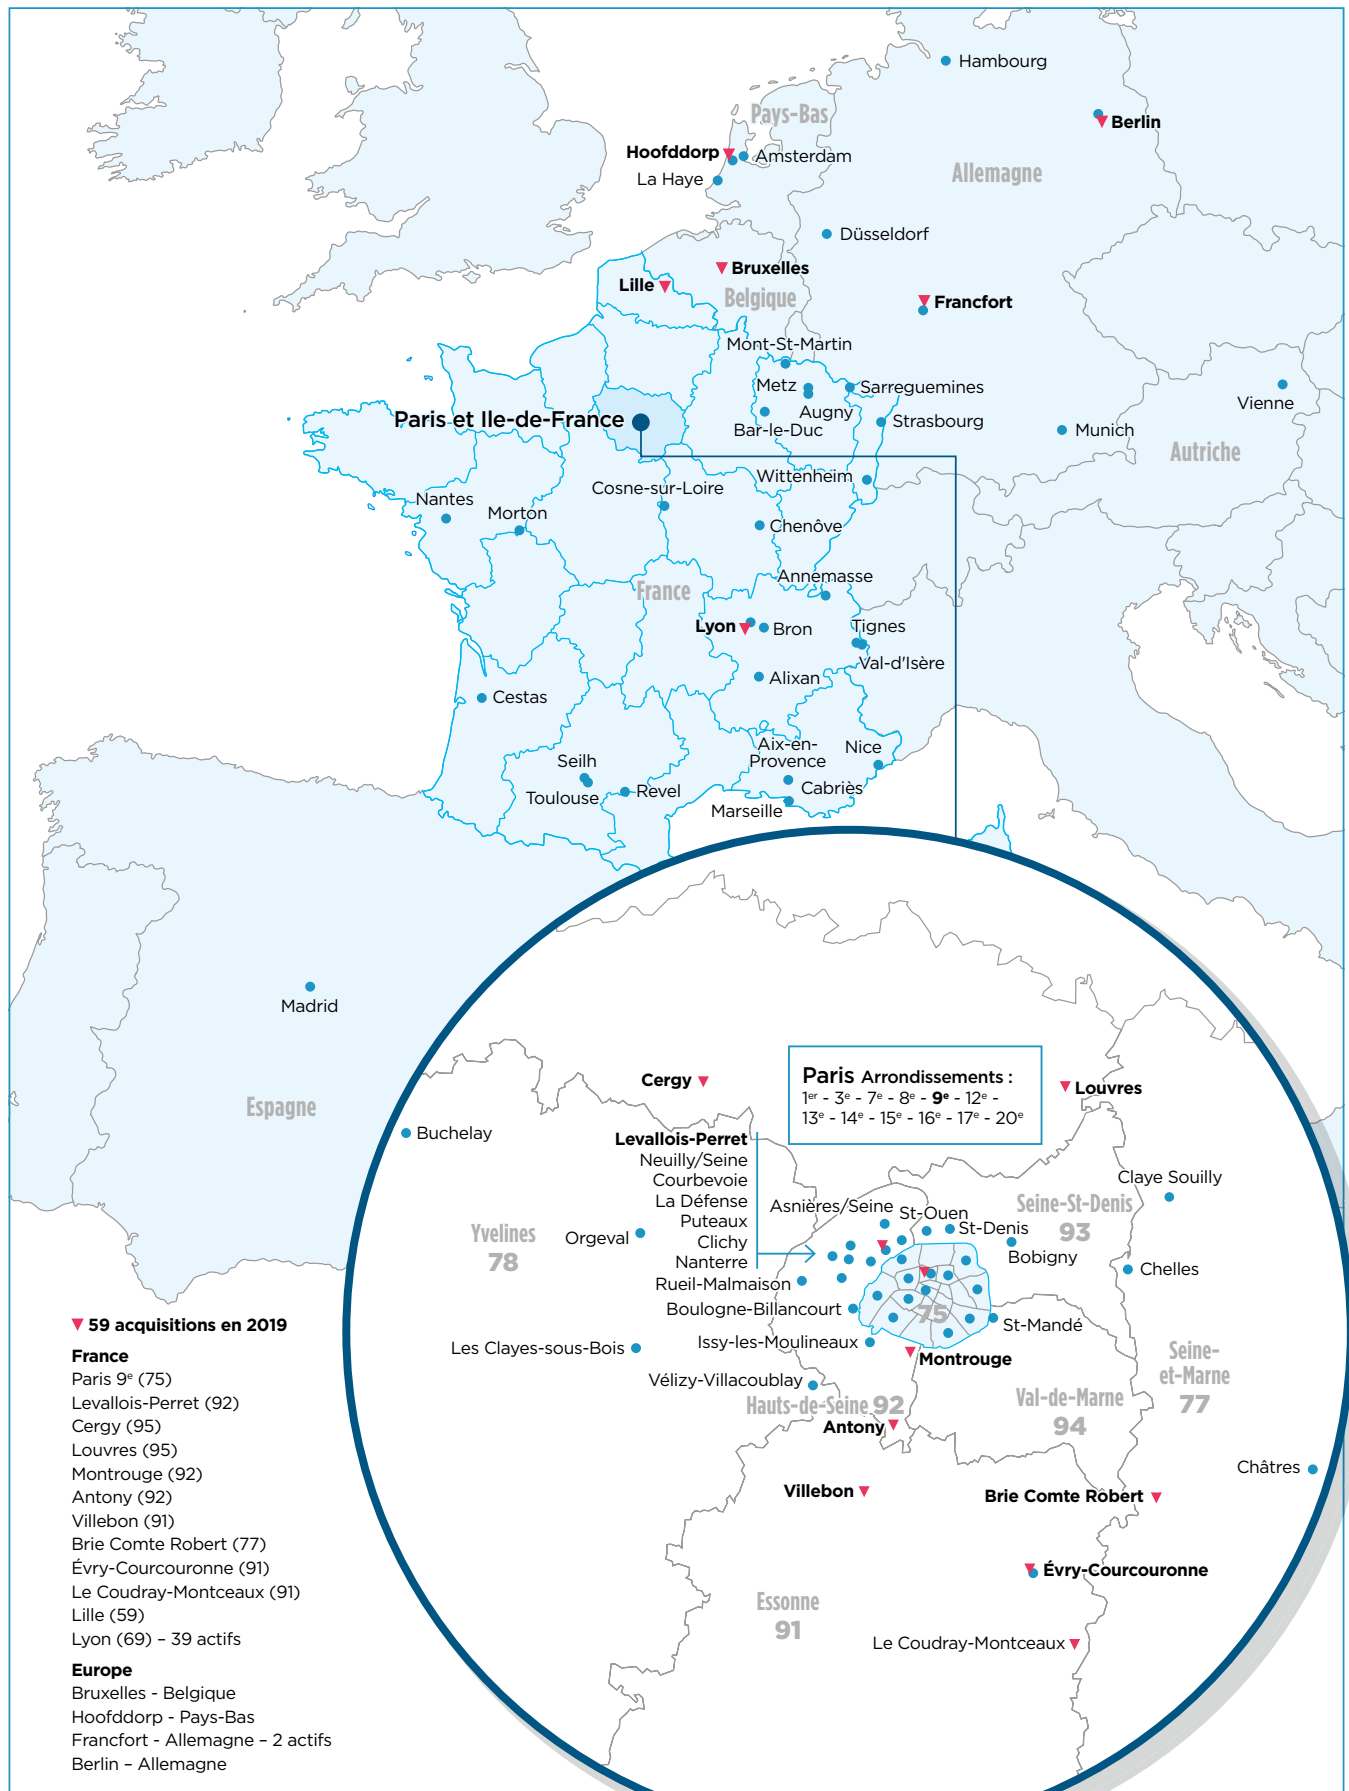 Hambourg
Pays-Bas
Berlin
Hoofddorp
Amsterdam
La Haye
Allemagne
Düsseldorf
Bruxelles
Lille
Belgique
Francfort
Mont-St-Martin
Metz
Sarreguemines
Augny
Bar-le-Duc
Strasbourg
Vienne
Munich
Autriche
Paris et Ile-de-France
Wittenheim
Cosne-sur-Loire
Nantes
Morton
Chenôve
Annemasse
France
Lyon
Bron
Tignes
Val-d'Isère
Alixan
Cestas
Aix-en-
Provence
Nice
Seilh
Toulouse
Revel
Cabriès
Marseille
Madrid
Espagne
Cergy
Paris Arrondissements :
1er - 3e - 7e - 8e - 9e - 12e -
13e - 14e - 15e - 16e - 17e - 20e
Louvres
Buchelay
Levallois-Perret
Neuilly/Seine
Courbevoie
La Défense
Puteaux
Clichy
Nanterre
Claye Souilly
Asnières/Seine
St-Ouen
St-Denis
Seine-St-Denis
93
Bobigny
Yvelines
78
Orgeval
Chelles
Rueil-Malmaison
Boulogne-Billancourt
75
St-Mandé
Issy-les-Moulineaux
Les Clayes-sous-Bois
Montrouge
Seine-
et-Marne
77
Vélizy-Villacoublay
Hauts-de-Seine 92
Val-de-Marne
94
Antony
Châtres
Villebon
Brie Comte Robert
Évry-Courcouronne
Essonne
91
Le Coudray-Montceaux
59 acquisitions en 2019
France
Paris 9e (75)
Levallois-Perret (92)
Cergy (95)
Louvres (95)
Montrouge (92)
Antony (92)
Villebon (91)
Brie Comte Robert (77)
Évry-Courcouronne (91)
Le Coudray-Montceaux (91)
Lille (59)
Lyon (69) – 39 actifs
Europe
Bruxelles - Belgique
Hoofddorp - Pays-Bas
Francfort - Allemagne – 2 actifs
Berlin – Allemagne